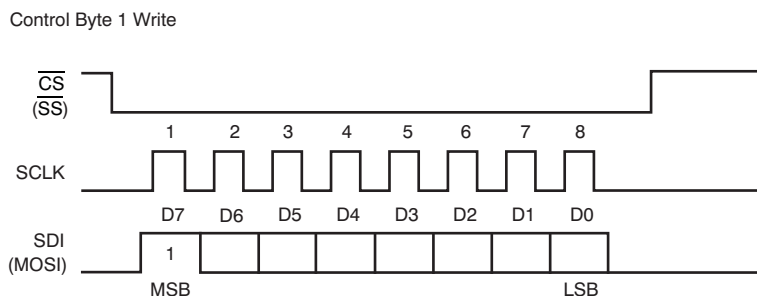 Control Byte 1 Write
CS
(SS)
1 2 3 4 5 6 7 8
SCLK
D7 D6 D5 D4 D3 D2 D1 D0
SDI
(MOSI)
1
MSB LSB